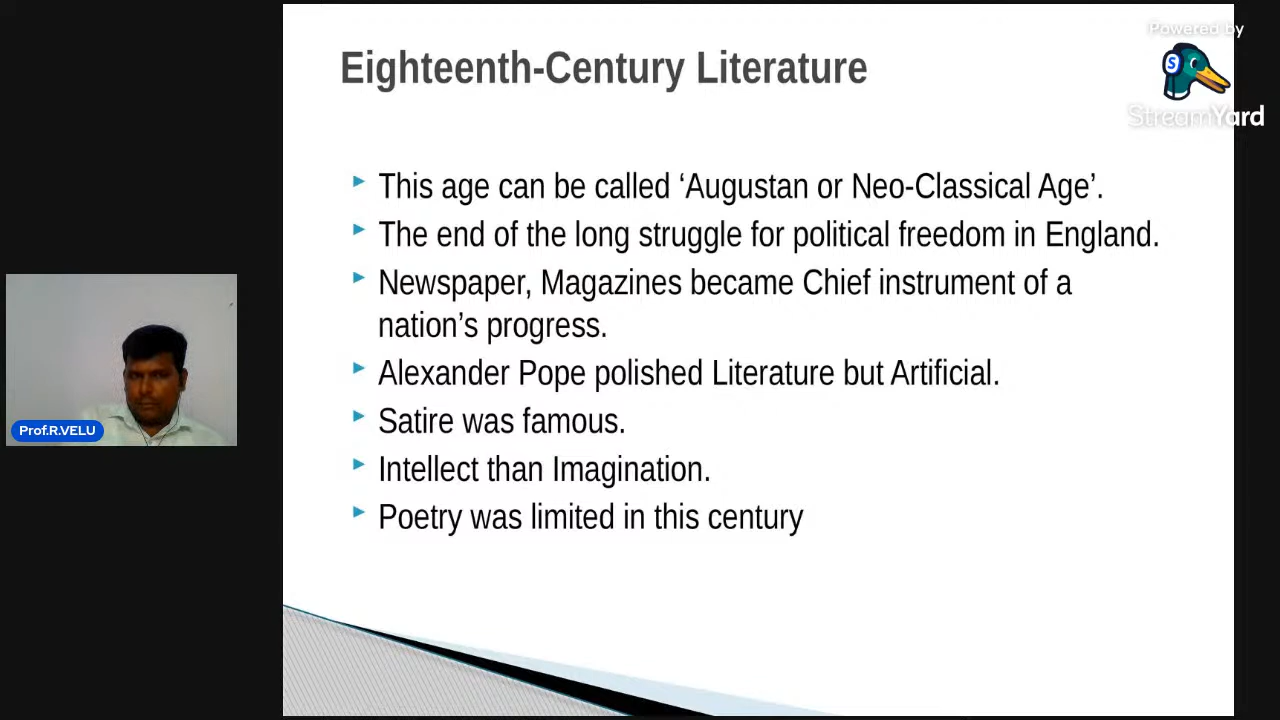 Powered by
StreamYard
Eighteenth-Century Literature
This age can be called ‘Augustan or Neo-Classical Age’.
The end of the long struggle for political freedom in England.
Newspaper, Magazines became Chief instrument of a
nation’s progress.
Alexander Pope polished Literature but Artificial.
Satire was famous.
Intellect than Imagination.
Poetry was limited in this century
Prof.R.VELU